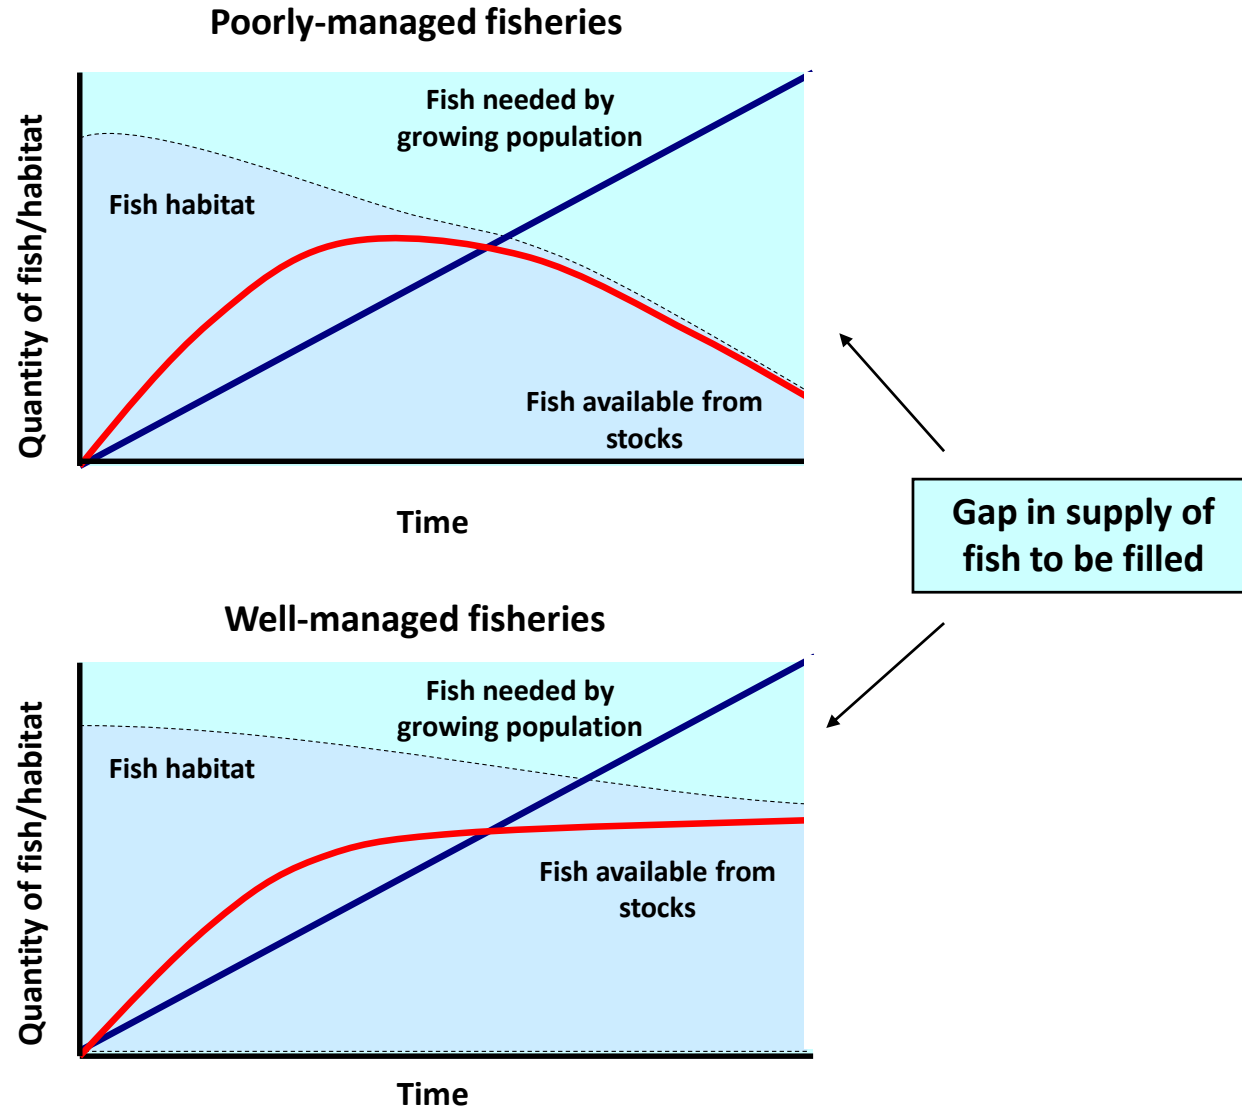 Poorly-managed fisheries
Quantity of fish/habitat
Fish needed by
growing population
Fish habitat
Fish available from
stocks
Time
Gap in supply of
fish to be filled
Well-managed fisheries
Quantity of fish/habitat
Fish needed by
growing population
Fish habitat
Fish available from
stocks
Time